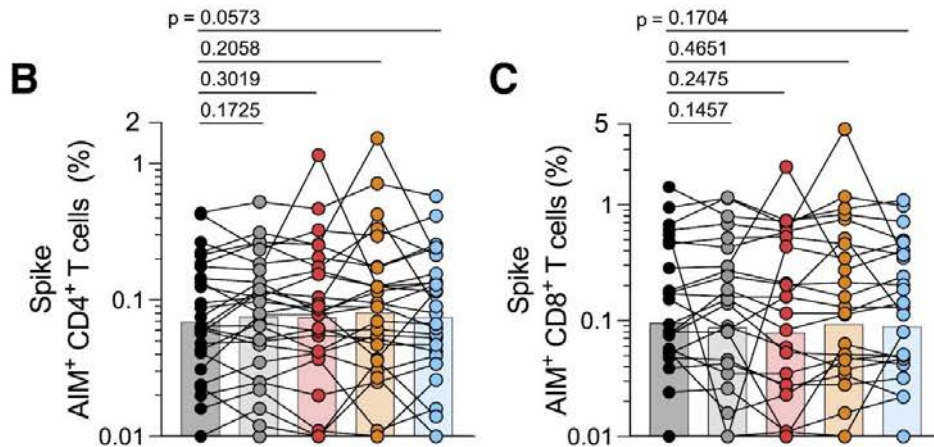 B
p = 0.0573
0.2058
0.3019
0.1725
Spike
AIM⁺ CD4⁺ T cells (%)
2
1
0.1
0.01
C
p = 0.1704
0.4651
0.2475
0.1457
Spike
AIM⁺ CD8⁺ T cells (%)
5
1
0.1
0.01